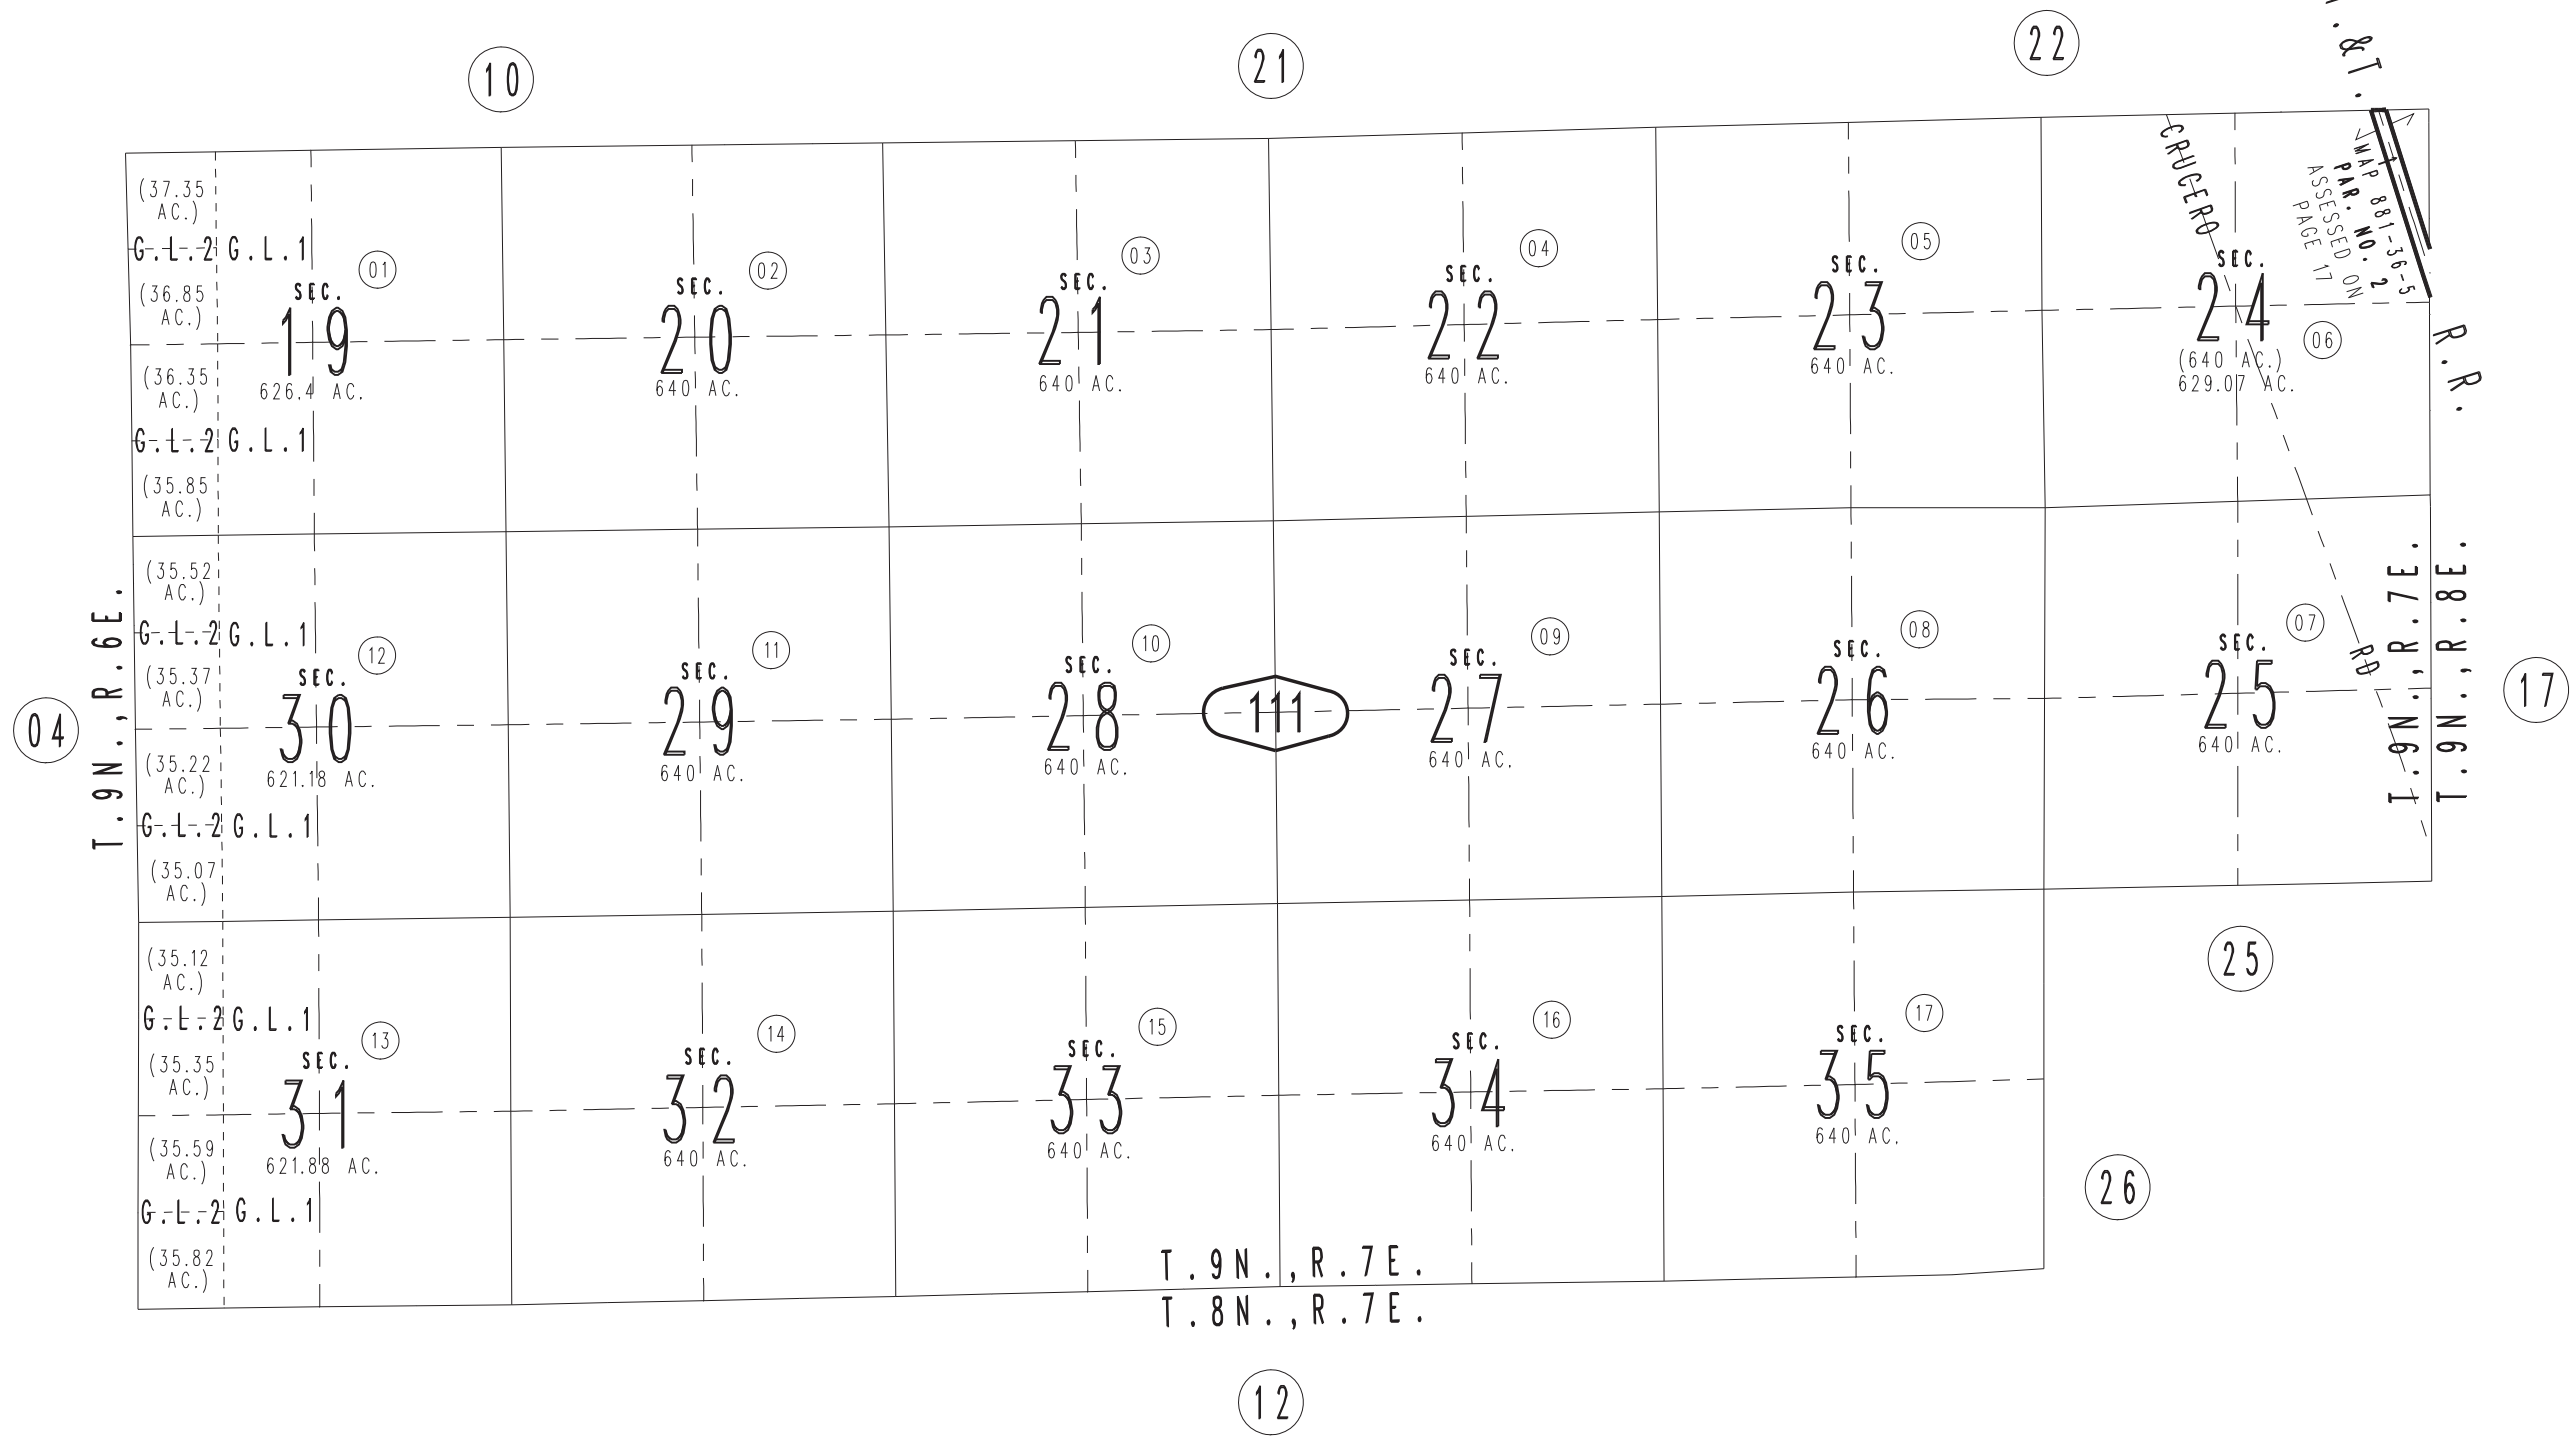 10
21
22
.&T.
R.R.
CRUCERO
RD
MAP 881-36-5
PAR. NO. 2
ASSESSED ON
PAGE 17
(37.35
AC.)
G.L.2 G.L.1
(36.85
AC.)
(36.35
AC.)
G.L.2 G.L.1
(35.85
AC.)
SEC.
19
626.4 AC.
01
SEC.
20
640 AC.
02
SEC.
21
640 AC.
03
SEC.
22
640 AC.
04
SEC.
23
640 AC.
05
SEC.
24
(640 AC.)
629.07 AC.
06
(35.52
AC.)
G.L.2 G.L.1
(35.37
AC.)
(35.22
AC.)
G.L.2 G.L.1
(35.07
AC.)
SEC.
30
621.18 AC.
12
SEC.
29
640 AC.
11
SEC.
28
640 AC.
10
111
SEC.
27
640 AC.
09
SEC.
26
640 AC.
08
SEC.
25
640 AC.
07
T.9N.,R.6E.
04
T.9N.,R.7E.
T.9N.,R.8E.
17
(35.12
AC.)
G.L.2 G.L.1
(35.35
AC.)
(35.59
AC.)
G.L.2 G.L.1
(35.82
AC.)
SEC.
31
621.88 AC.
13
SEC.
32
640 AC.
14
SEC.
33
640 AC.
15
SEC.
34
640 AC.
16
SEC.
35
640 AC.
17
25
26
T.9N.,R.7E.
T.8N.,R.7E.
12